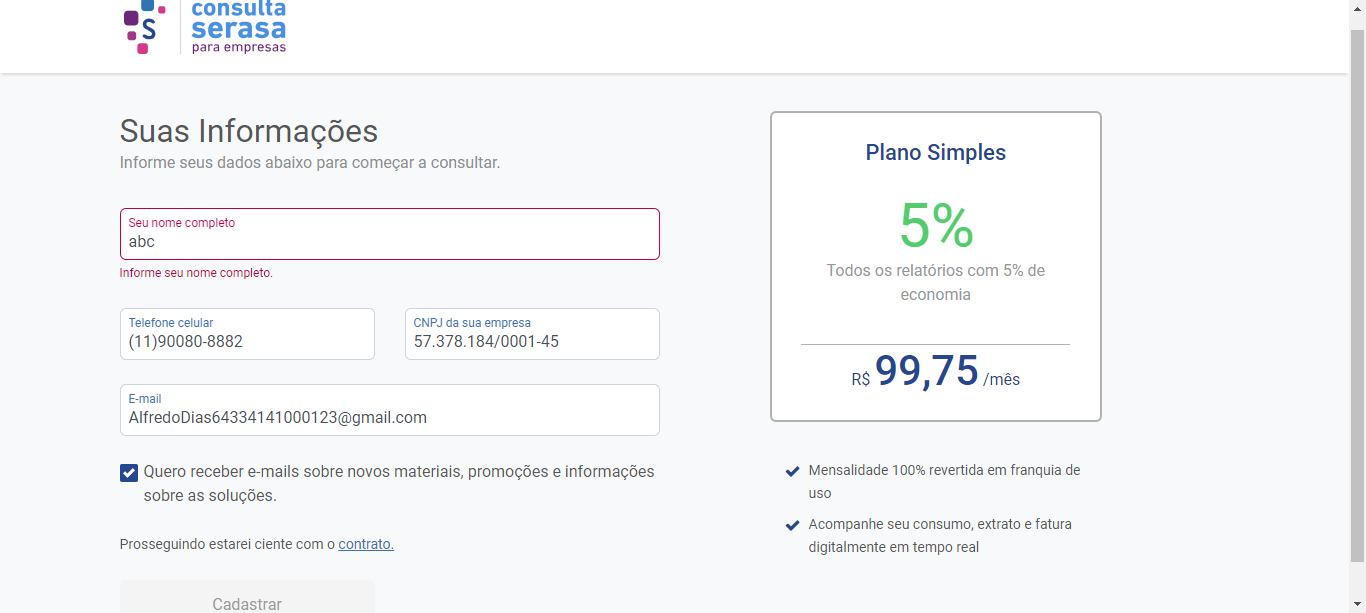 S
consulta
serasa
para empresas
Suas Informações
Informe seus dados abaixo para começar a consultar.
Seu nome completo
abc
Informe seu nome completo.
Telefone celular
(11)90080-8882
CNPJ da sua empresa
57.378.184/0001-45
E-mail
AlfredoDias64334141000123@gmail.com
Quero receber e-mails sobre novos materiais, promoções e informações
sobre as soluções.
Prosseguindo estarei ciente com o contrato.
Cadastrar
Plano Simples
5%
Todos os relatórios com 5% de
economia
R$ 99,75 /mês
Mensalidade 100% revertida em franquia de
uso
Acompanhe seu consumo, extrato e fatura
digitalmente em tempo real